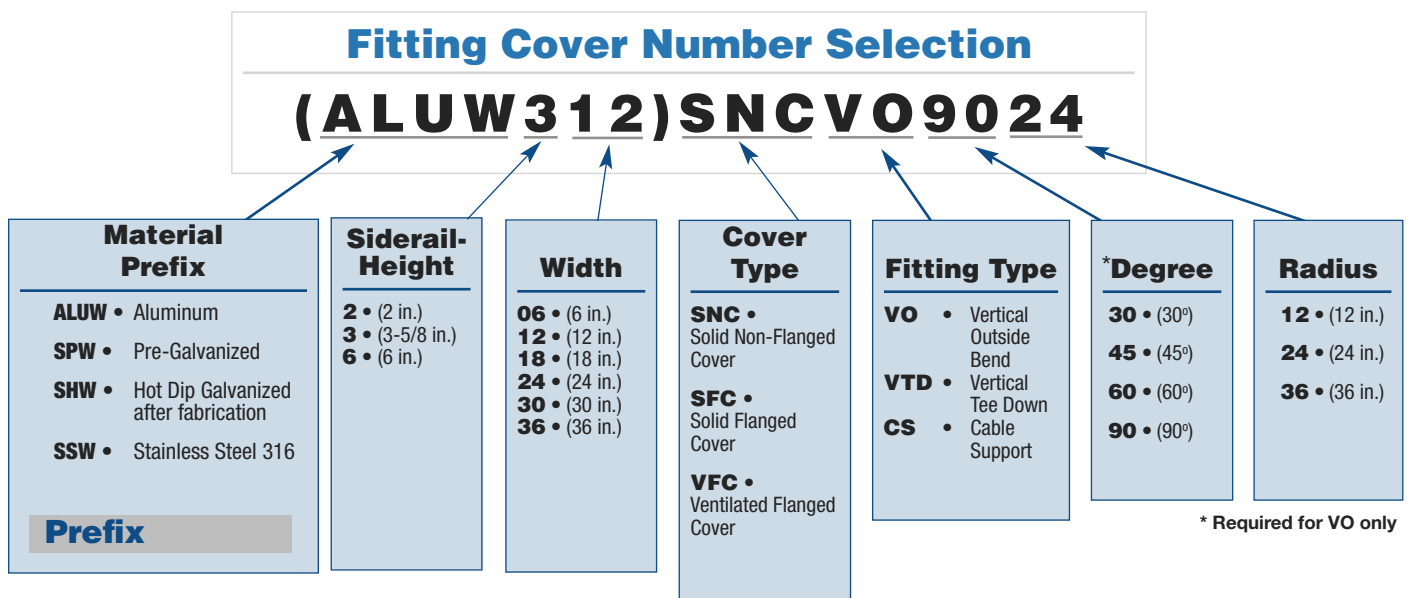 Fitting Cover Number Selection
(ALUW312)SNCVO9024
Material
Prefix
ALUW • Aluminum
SPW • Pre-Galvanized
SHW • Hot Dip Galvanized
after fabrication
SSW • Stainless Steel 316
Prefix
Siderail-
Height
2 • (2 in.)
3 • (3-5/8 in.)
6 • (6 in.)
Width
06 • (6 in.)
12 • (12 in.)
18 • (18 in.)
24 • (24 in.)
30 • (30 in.)
36 • (36 in.)
Cover
Type
SNC •
Solid Non-Flanged
Cover
SFC •
Solid Flanged
Cover
VFC •
Ventilated Flanged
Cover
Fitting Type
VO • Vertical
Outside
Bend
VTD • Vertical
Tee Down
CS • Cable
Support
*Degree
30 • (30º)
45 • (45º)
60 • (60º)
90 • (90º)
Radius
12 • (12 in.)
24 • (24 in.)
36 • (36 in.)
* Required for VO only